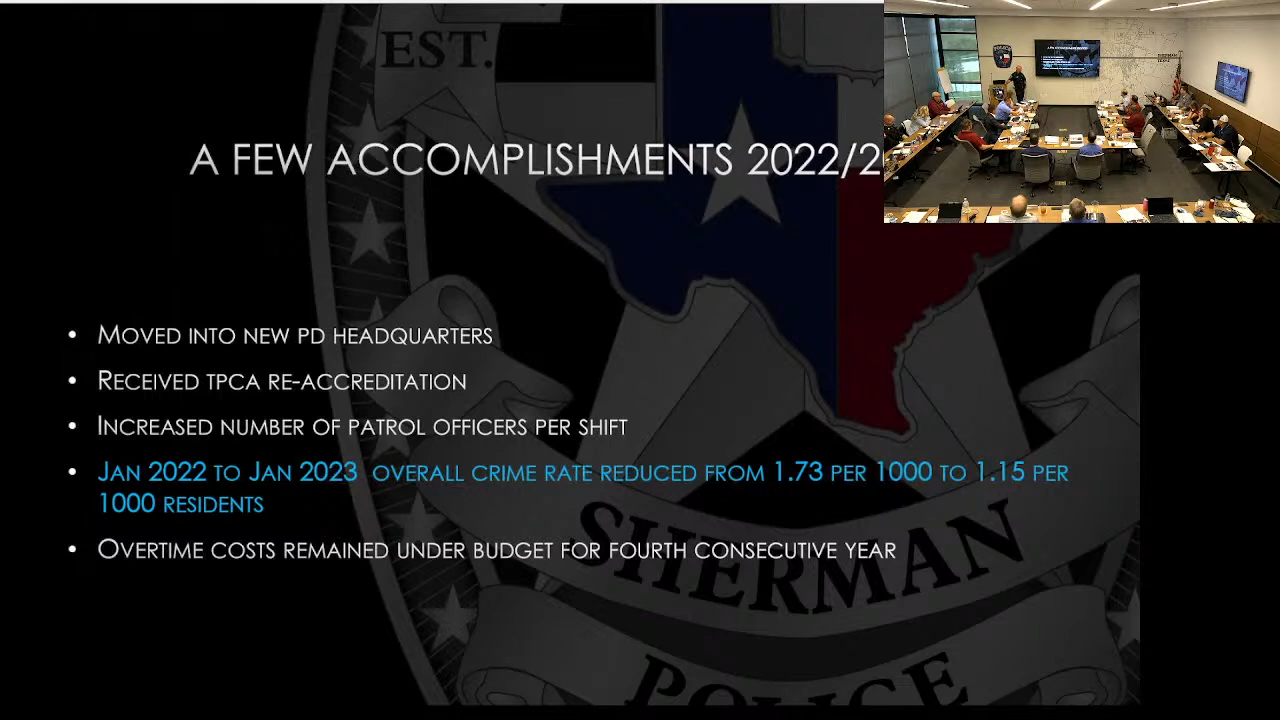 EST.
A FEW ACCOMPLISHMENTS 2022/2
• MOVED INTO NEW PD HEADQUARTERS
• RECEIVED TPCA RE-ACCREDITATION
• INCREASED NUMBER OF PATROL OFFICERS PER SHIFT
• JAN 2022 TO JAN 2023 OVERALL CRIME RATE REDUCED FROM 1.73 PER 1000 TO 1.15 PER
1000 RESIDENTS
• OVERTIME COSTS REMAINED UNDER BUDGET FOR FOURTH CONSECUTIVE YEAR
SHERMAN
POLICE